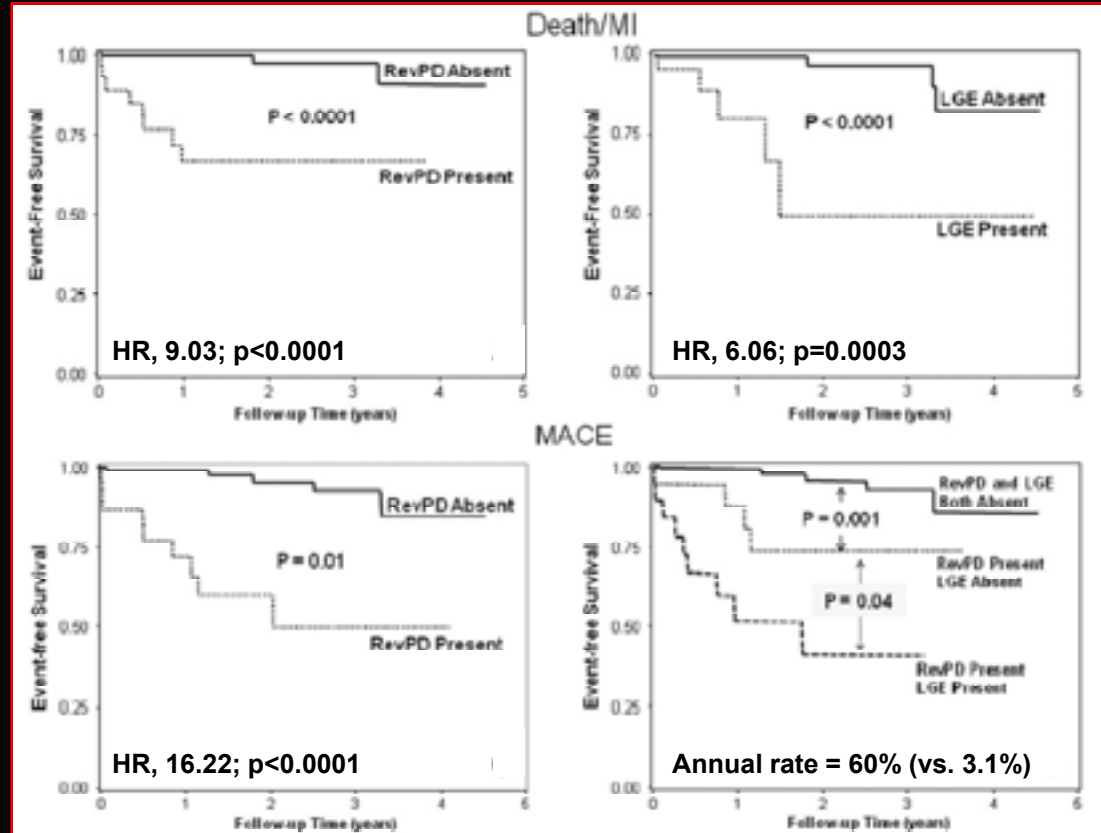 Death/MI
Event-Free Survival
1.00
0.75
0.50
0.25
0.00
RevPD Absent
P < 0.0001
RevPD Present
HR, 9.03; p<0.0001
0 1 2 3 4 5
Follow-up Time (years)
Event-Free Survival
1.00
0.75
0.50
0.25
0.00
LGE Absent
P < 0.0001
LGE Present
HR, 6.06; p=0.0003
0 1 2 3 4 5
Follow-up Time (years)
MACE
Event-free Survival
1.00
0.75
0.50
0.25
0.00
RevPD Absent
P = 0.01
RevPD Present
HR, 16.22; p<0.0001
0 1 2 3 4 5
Follow-up Time (years)
Event-free Survival
1.00
0.75
0.50
0.25
0.00
RevPD and LGE
Both Absent
P = 0.001
RevPD Present
LGE Absent
P = 0.04
RevPD Present
LGE Present
Annual rate = 60% (vs. 3.1%)
0 1 2 3 4 5
Follow-up Time (years)